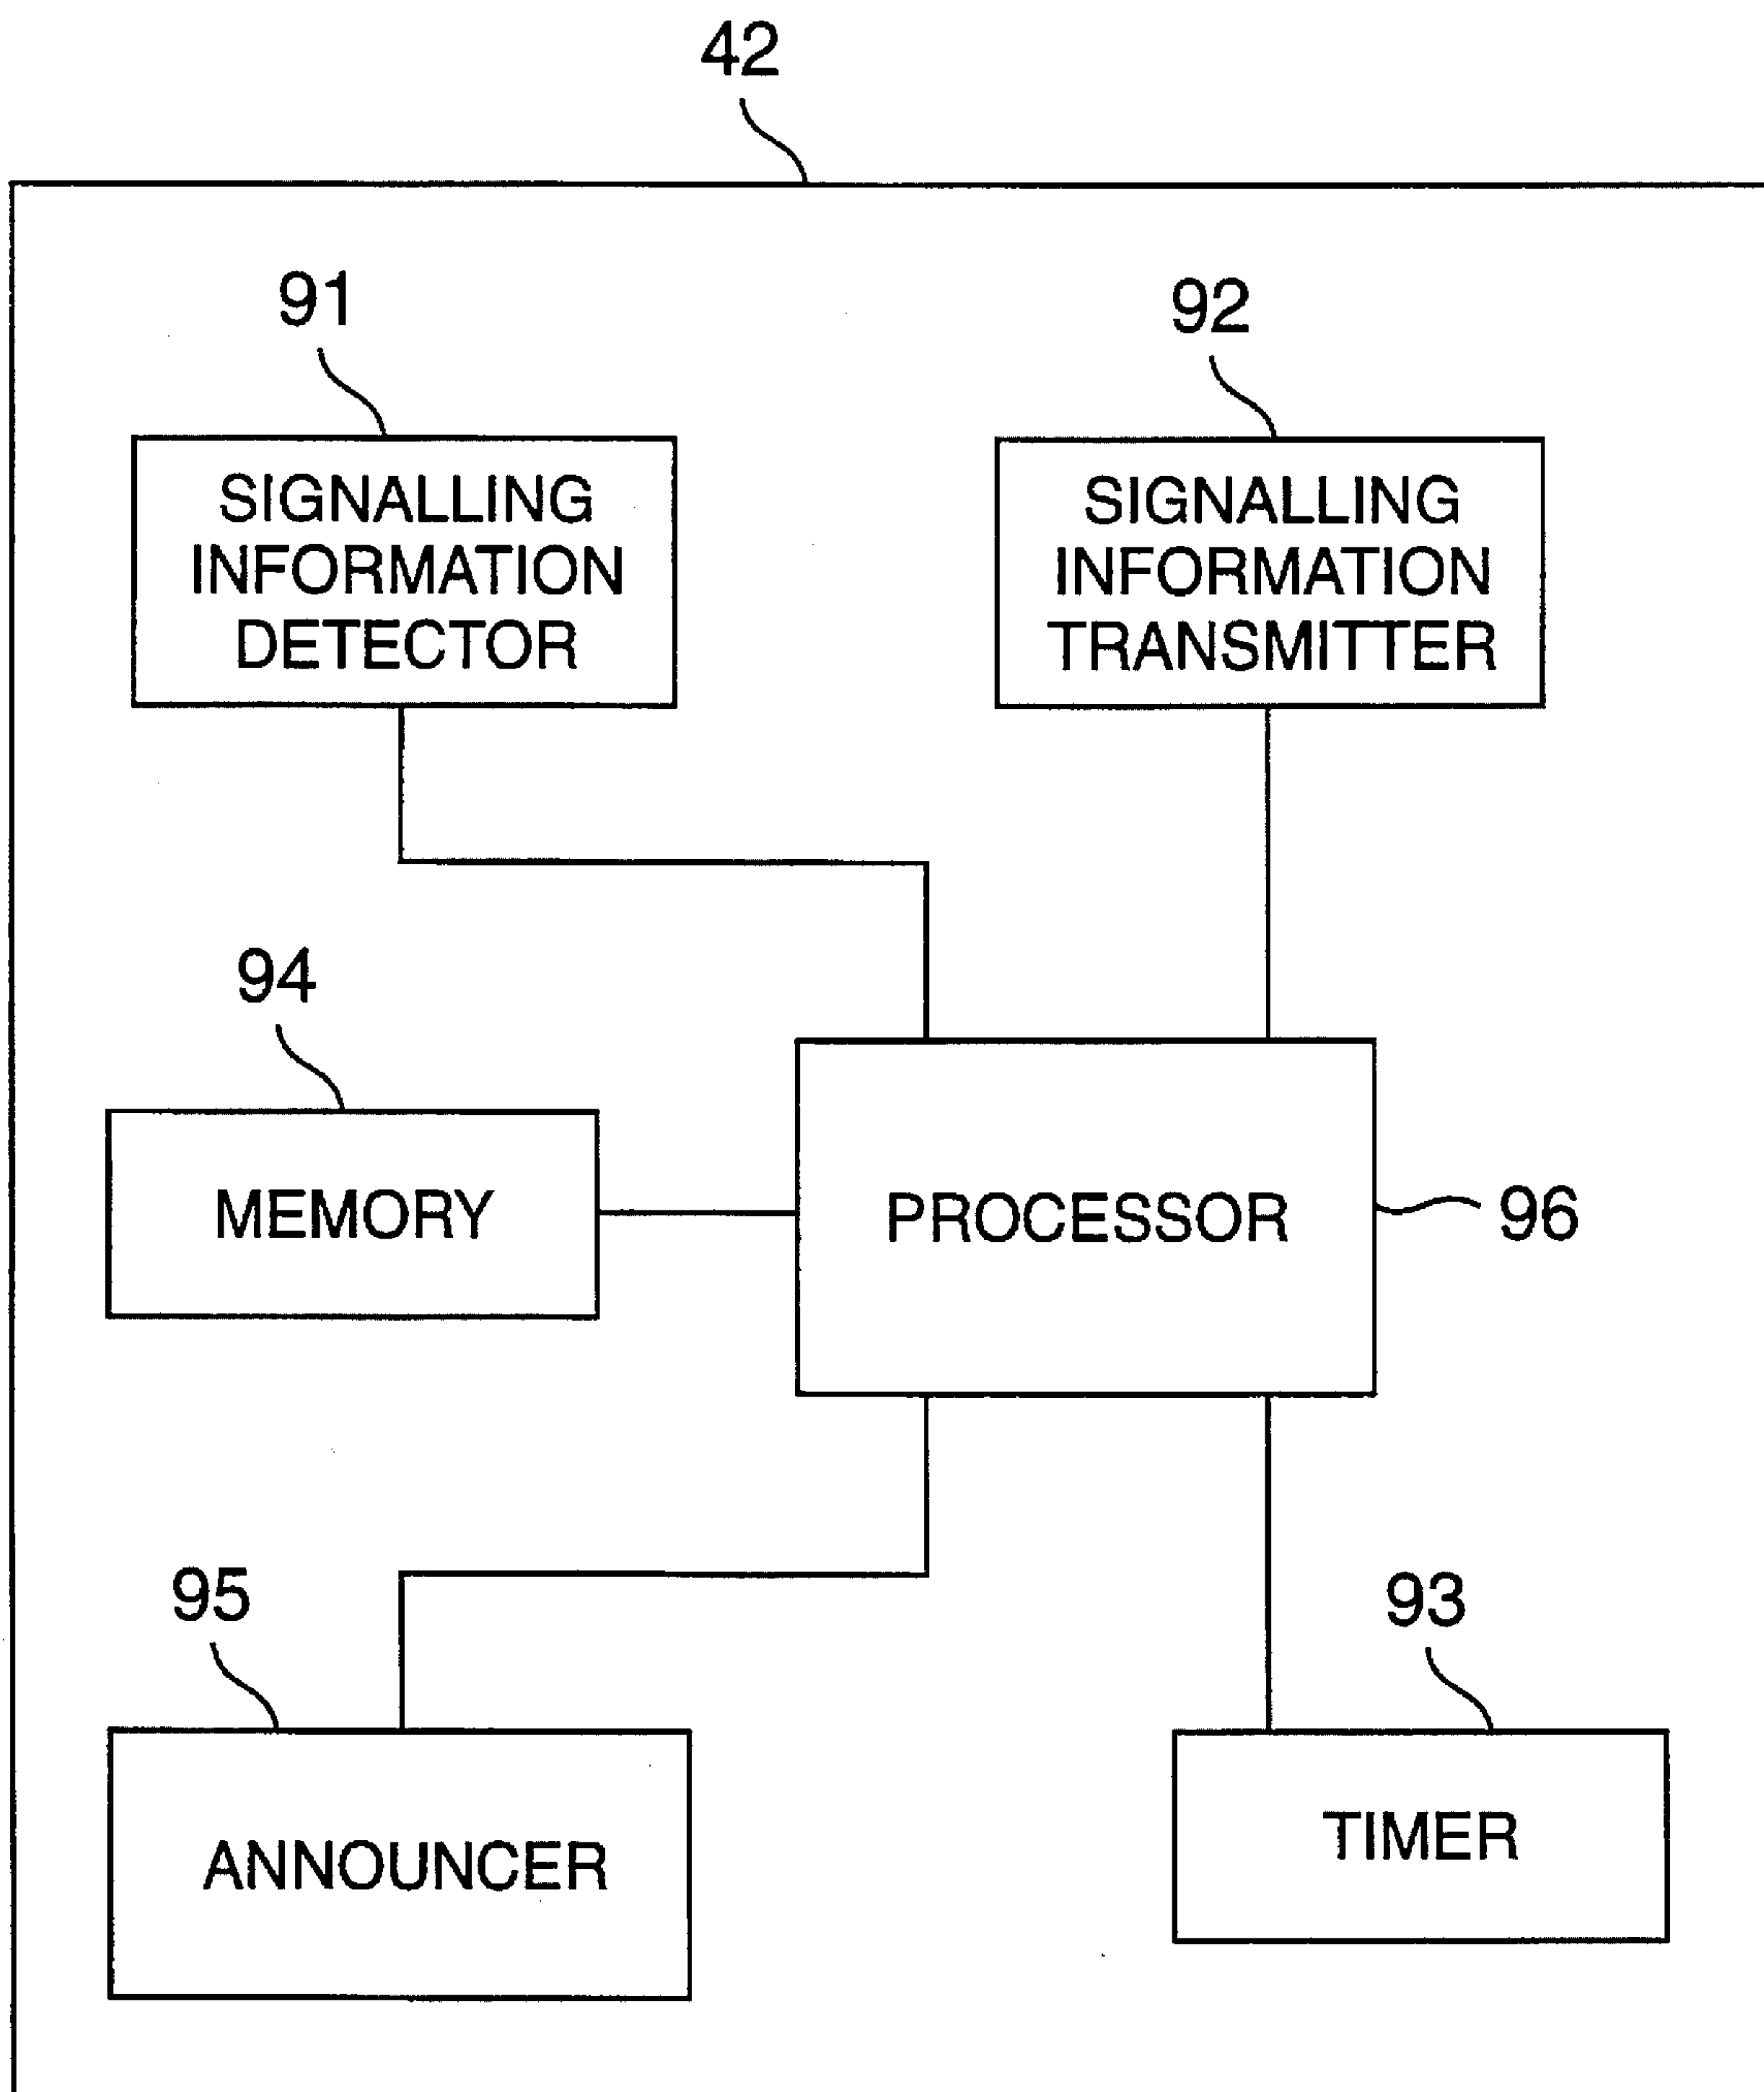 42
91
92
SIGNALLING
INFORMATION
DETECTOR
SIGNALLING
INFORMATION
TRANSMITTER
94
MEMORY
PROCESSOR
96
95
93
ANNOUNCER
TIMER